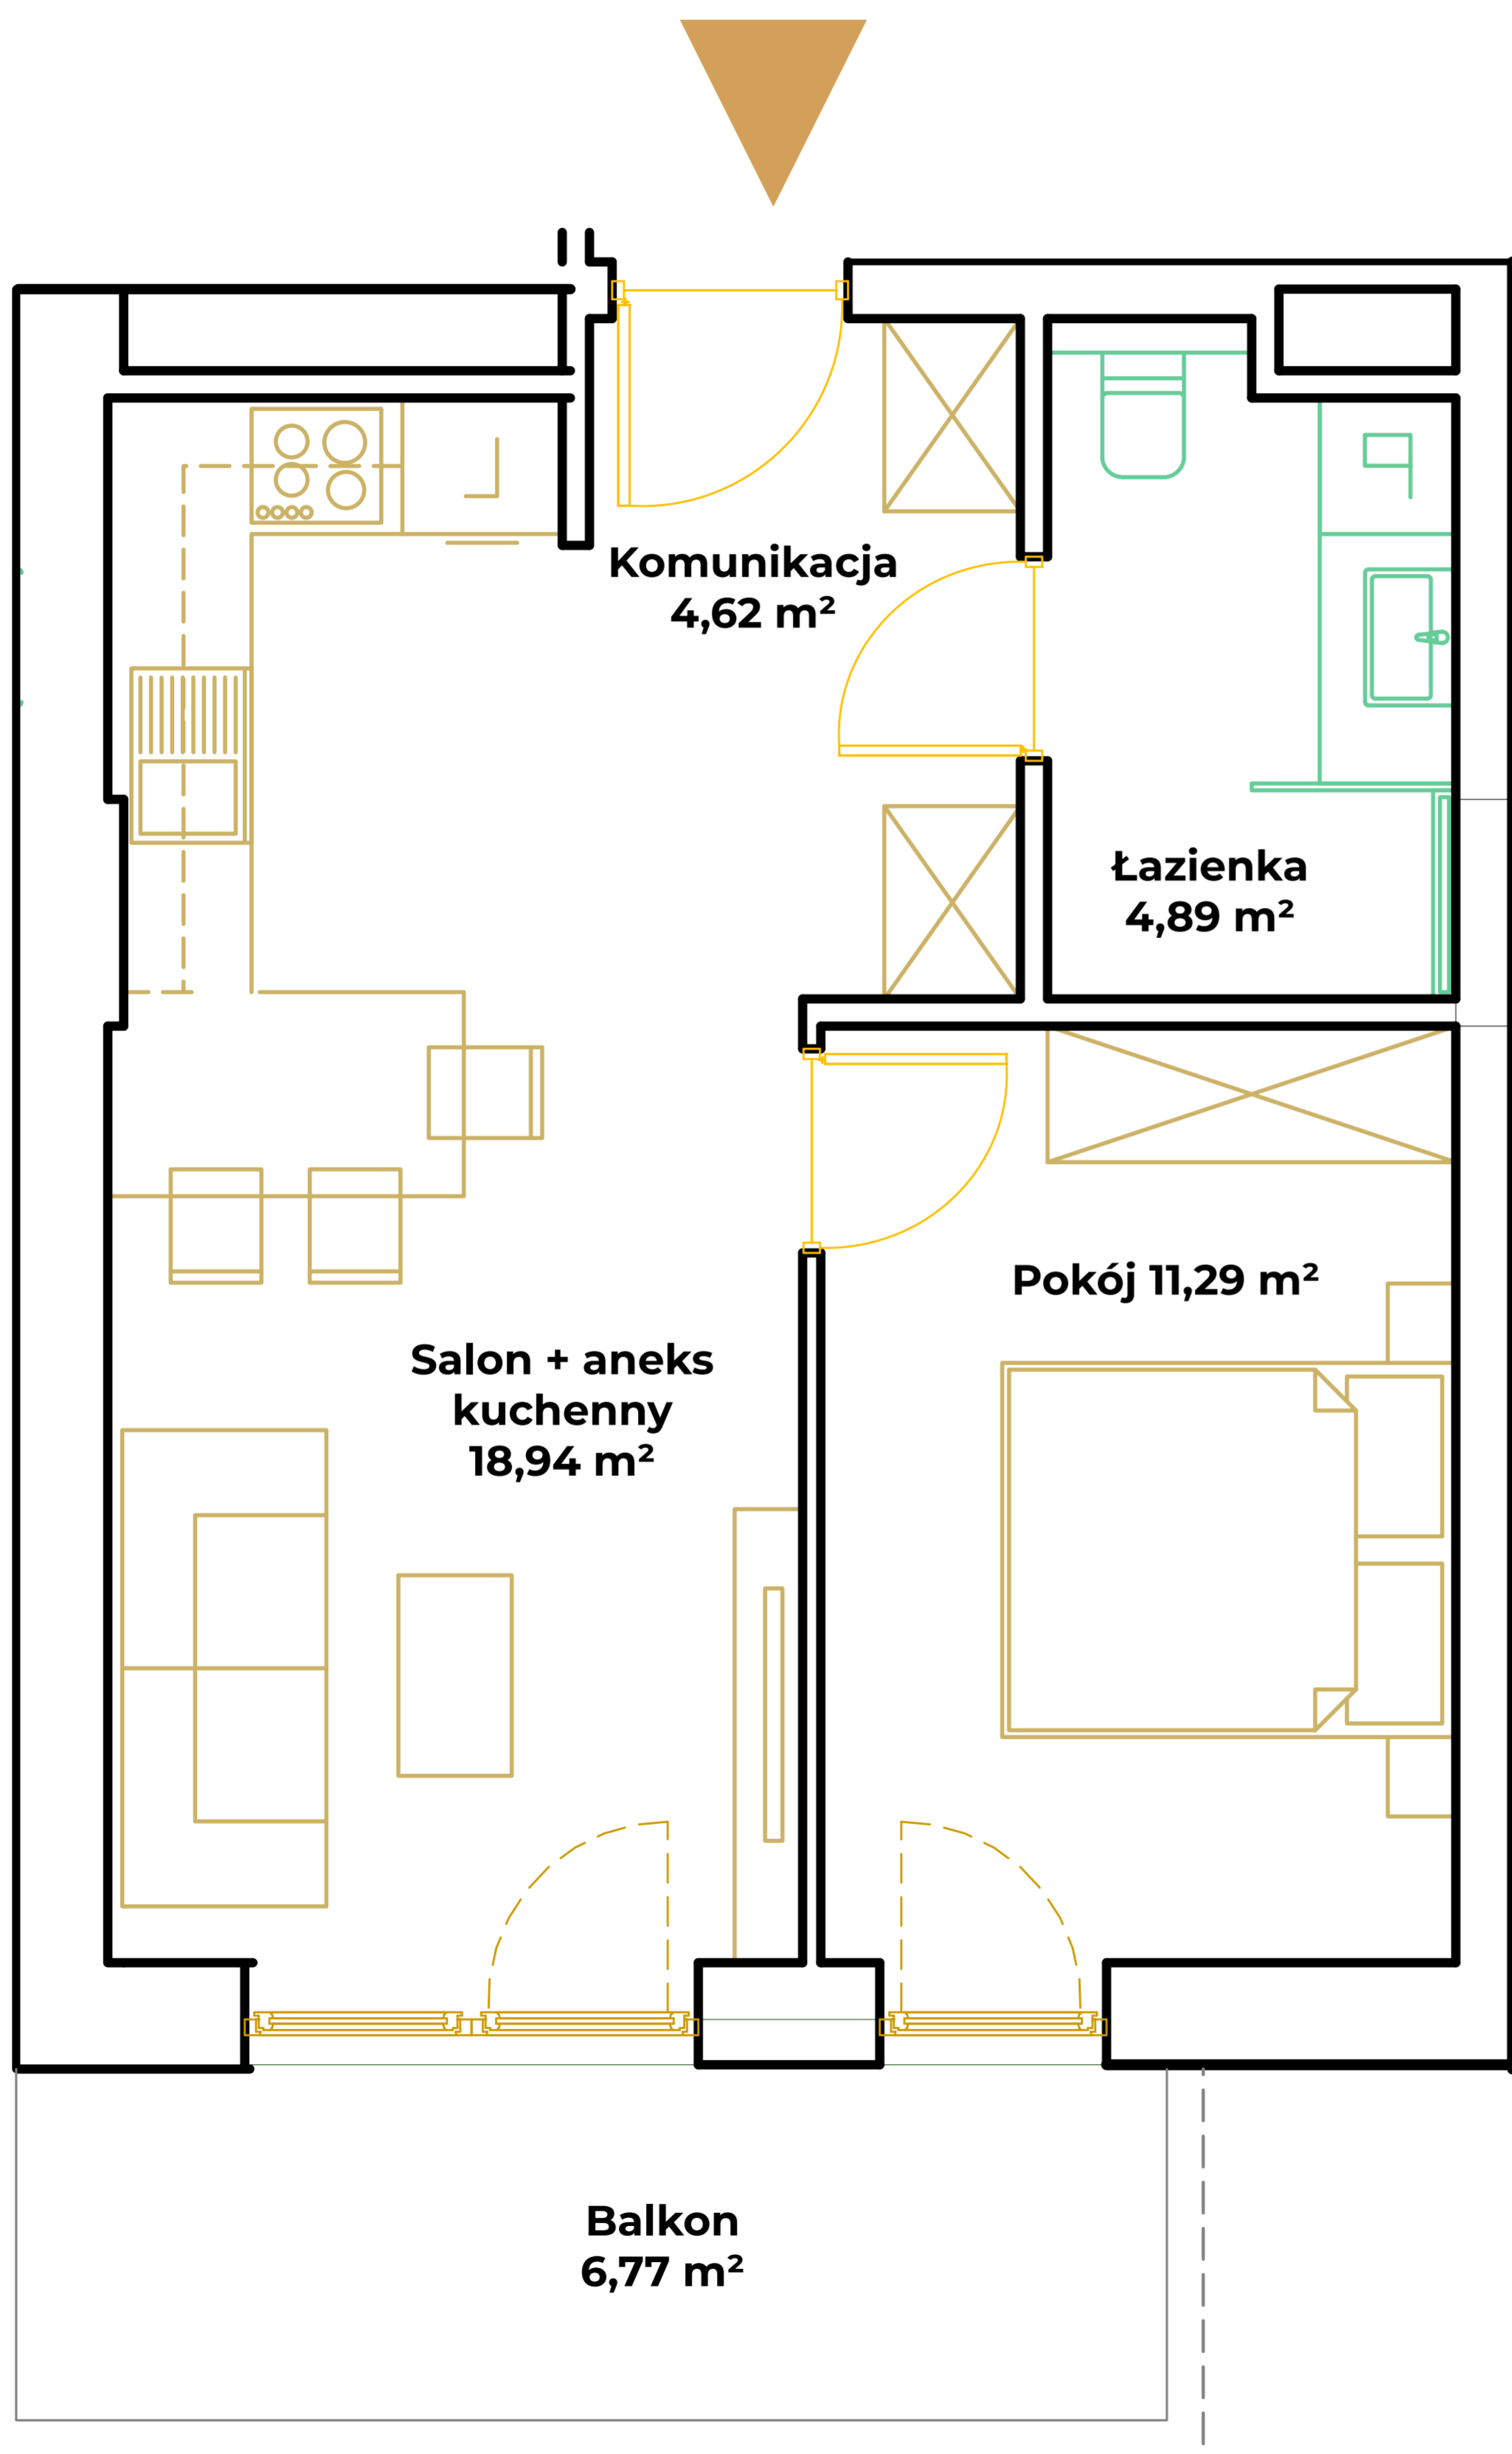 Komunikacja
4,62 m²
Łazienka
4,89 m²
Pokój 11,29 m²
Salon + aneks
kuchenny
18,94 m²
Balkon
6,77 m²